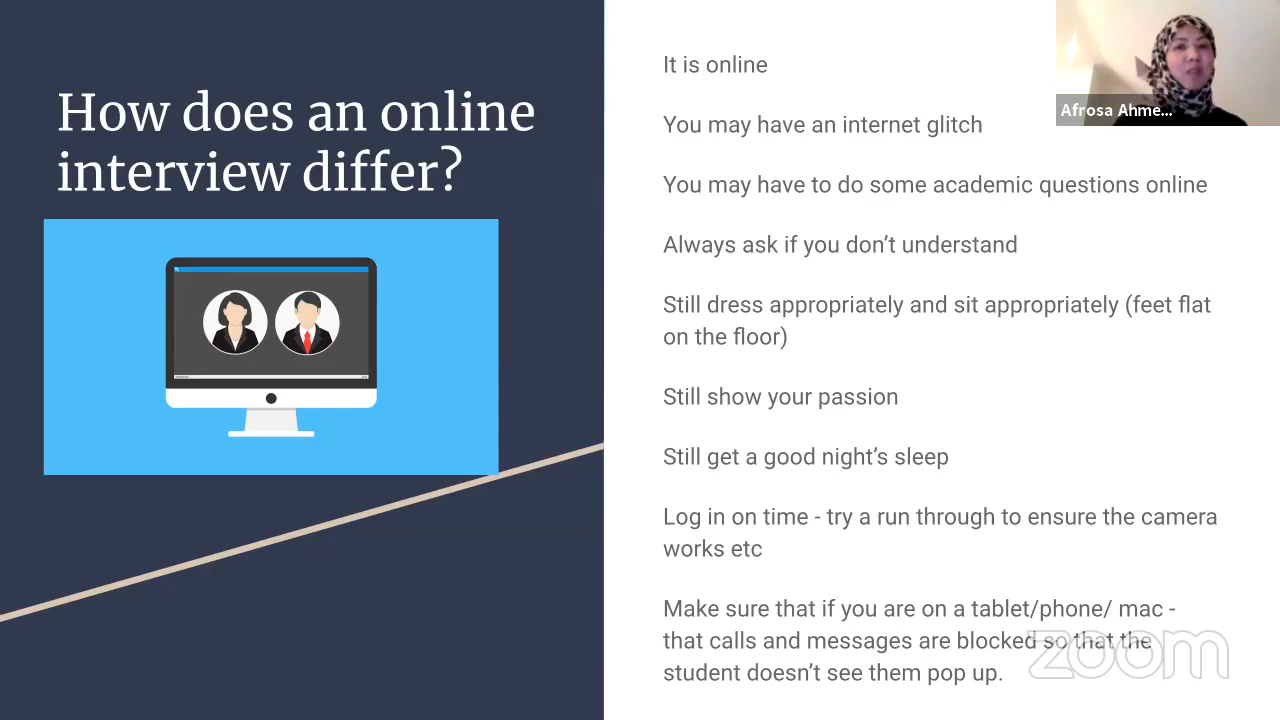 How does an online
interview differ?
It is online
You may have an internet glitch
You may have to do some academic questions online
Always ask if you don’t understand
Still dress appropriately and sit appropriately (feet flat
on the floor)
Still show your passion
Still get a good night’s sleep
Log in on time - try a run through to ensure the camera
works etc
Make sure that if you are on a tablet/phone/ mac -
that calls and messages are blocked so that the
student doesn’t see them pop up.
Afrosa Ahme...
zoom